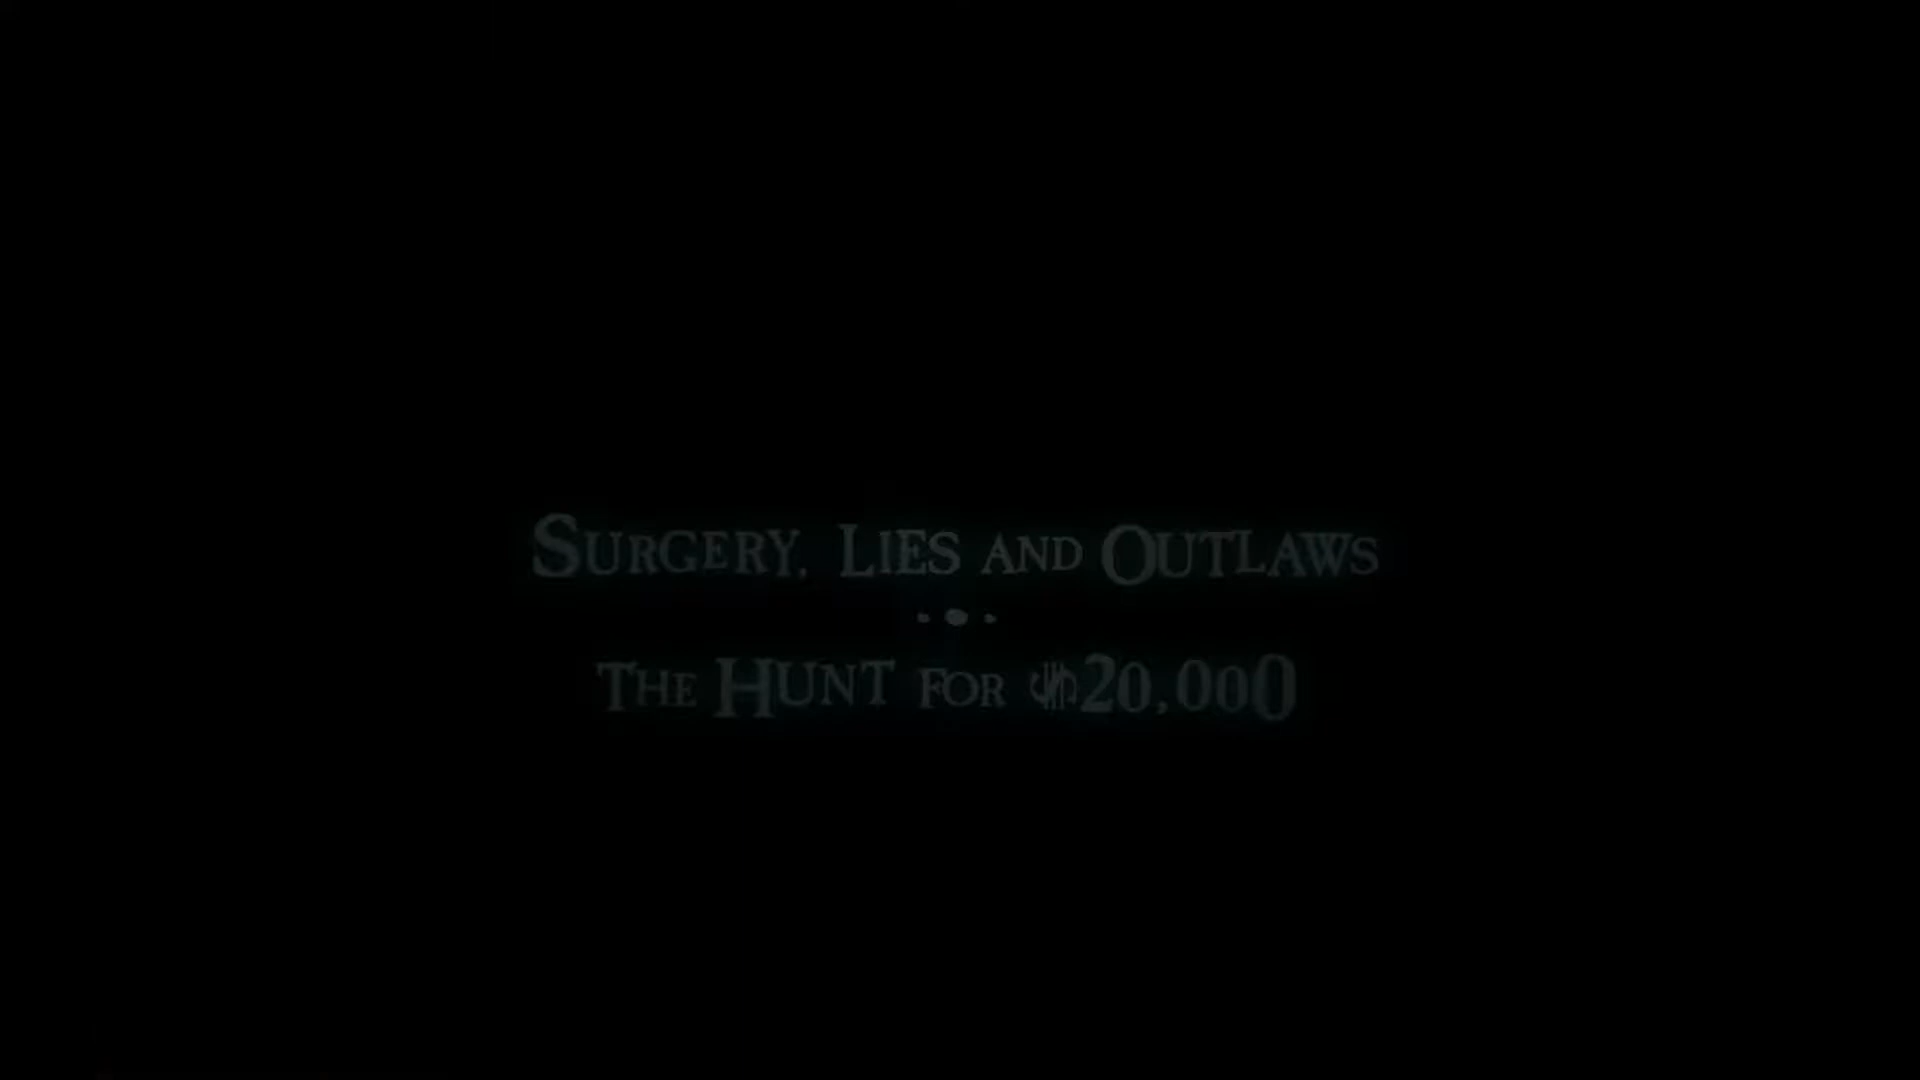 SURGERY, LIES AND OUTLAWS
THE HUNT FOR $20,000